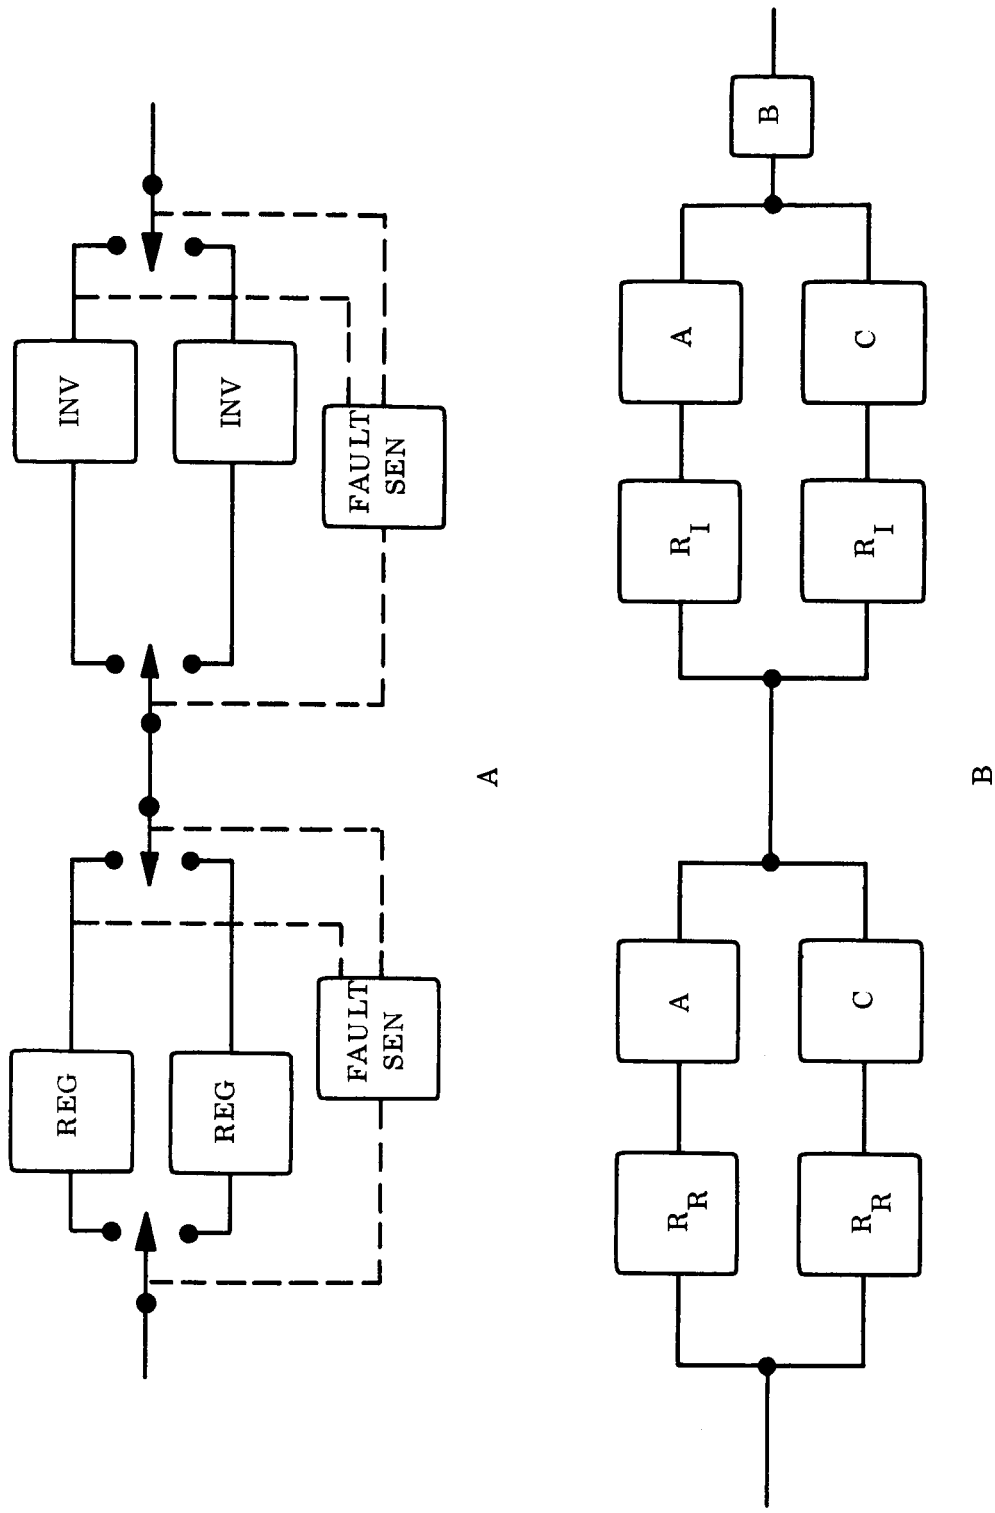 REG
INV
REG
INV
FAULT
SEN
FAULT
SEN
A
R_R
A
R_I
A
B
R_R
C
R_I
C
B